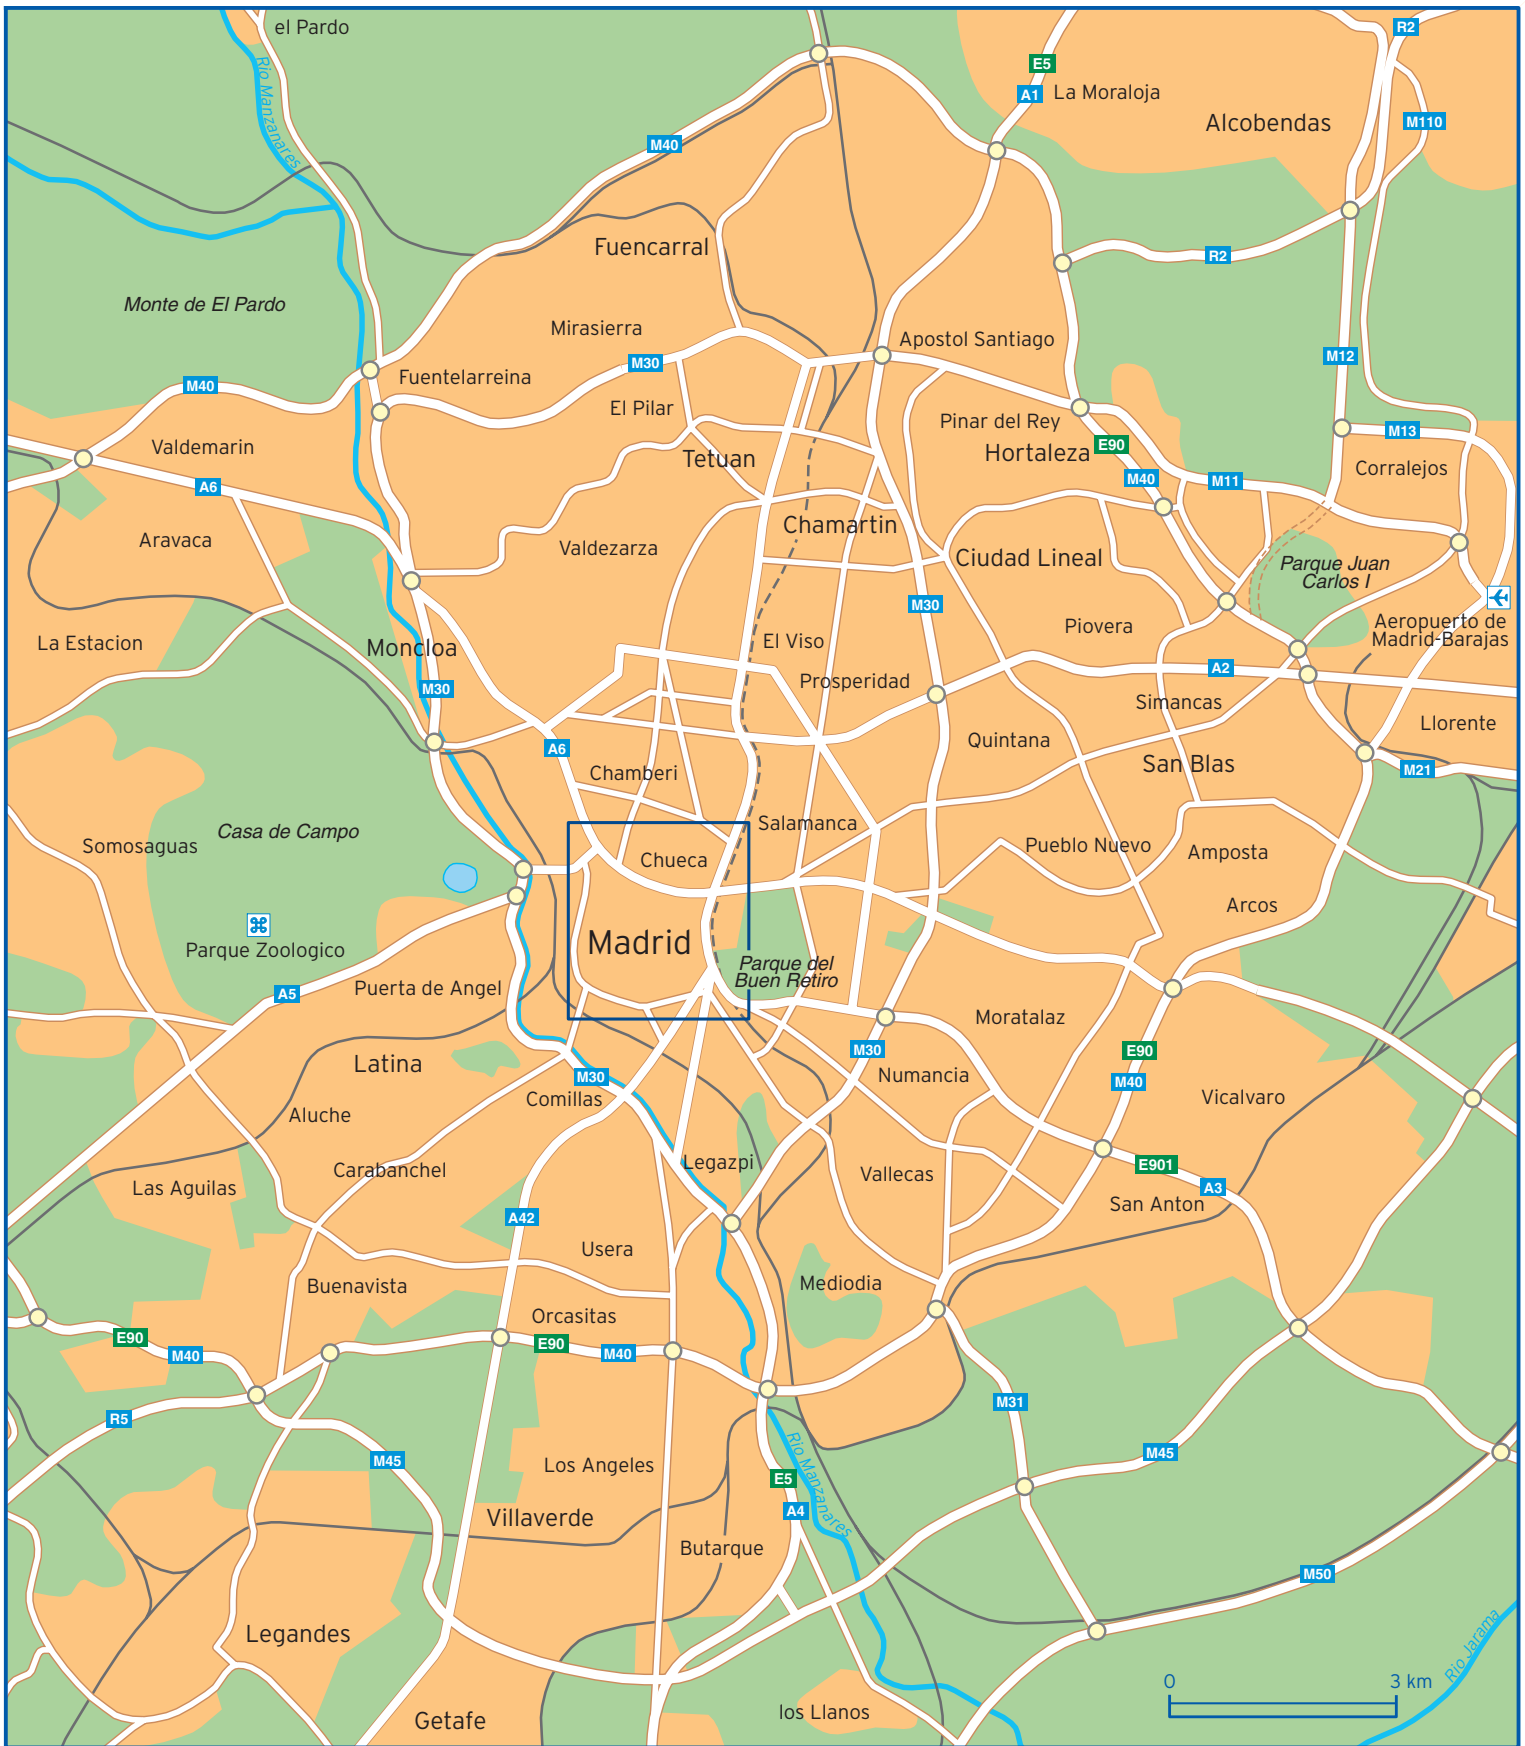 el Pardo
R2
E5
A1
La Moraloja
Rio Manzanares
M110
Alcobendas
M40
Fuencarral
R2
Monte de El Pardo
Mirasierra
Apostol Santiago
M12
M30
Fuentelarreina
M40
El Pilar
Pinar del Rey
M13
Valdemarin
E90
Hortaleza
Tetuan
Corralejos
A6
M40
M11
Chamartin
Aravaca
Valdezarza
Ciudad Lineal
Parque Juan
Carlos I
M30
Aeropuerto de
Madrid-Barajas
La Estacion
Moncloa
El Viso
Piovera
A2
M30
Prosperidad
Simancas
Llorente
A6
Quintana
San Blas
M21
Chamberi
Casa de Campo
Salamanca
Somosaguas
Chueca
Pueblo Nuevo
Amposta
Arcos
Madrid
Parque Zoologico
Parque del
Buen Retiro
A5
Puerta de Angel
Moratalaz
M30
E90
Latina
M30
Numancia
M40
Comillas
Vicalvaro
Aluche
Legazpi
E901
Carabanchel
Vallecas
Las Aguilas
A3
San Anton
A42
Usera
Buenavista
Mediodia
Orcasitas
E90
E90
M40
M40
M31
R5
M45
M45
Los Angeles
Rio Manzanares
E5
A4
Villaverde
Butarque
M50
Legandes
Rio Jarama
0
3 km
los Llanos
Getafe